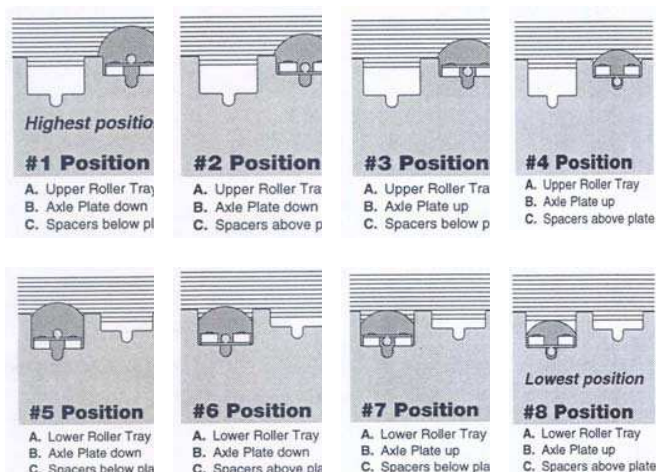 Highest positio
#1 Position
A. Upper Roller Tray
B. Axle Plate down
C. Spacers below pl
#2 Position
A. Upper Roller Tra
B. Axle Plate down
C. Spacers above p
#3 Position
A. Upper Roller Tra
B. Axle Plate up
C. Spacers below p
#4 Position
A. Upper Roller Tray
B. Axle Plate up
C. Spacers above plate
#5 Position
A. Lower Roller Tray
B. Axle Plate down
C. Spacers below pla
#6 Position
A. Lower Roller Tray
B. Axle Plate down
C. Spacers above pla
#7 Position
A. Lower Roller Tray
B. Axle Plate up
C. Spacers below pla
Lowest position
#8 Position
A. Lower Roller Tray
B. Axle Plate up
C. Spacers above plate